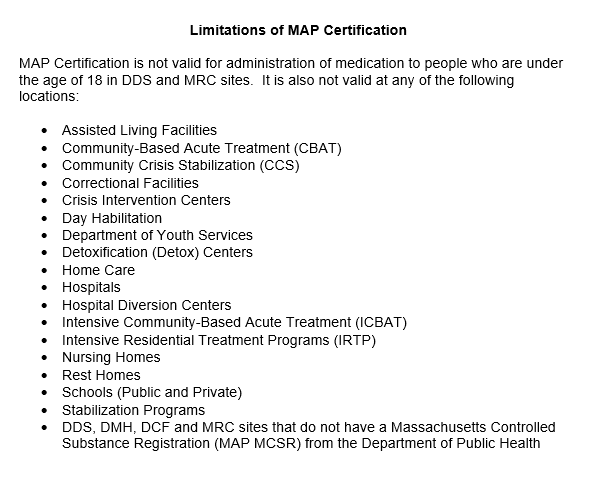 Limitations of MAP Certification
MAP Certification is not valid for administration of medication to people who are under
the age of 18 in DDS and MRC sites.  It is also not valid at any of the following
locations:
• Assisted Living Facilities
• Community-Based Acute Treatment (CBAT)
• Community Crisis Stabilization (CCS)
• Correctional Facilities
• Crisis Intervention Centers
• Day Habilitation
• Department of Youth Services
• Detoxification (Detox) Centers
• Home Care
• Hospitals
• Hospital Diversion Centers
• Intensive Community-Based Acute Treatment (ICBAT)
• Intensive Residential Treatment Programs (IRTP)
• Nursing Homes
• Rest Homes
• Schools (Public and Private)
• Stabilization Programs
• DDS, DMH, DCF and MRC sites that do not have a Massachusetts Controlled
Substance Registration (MAP MCSR) from the Department of Public Health